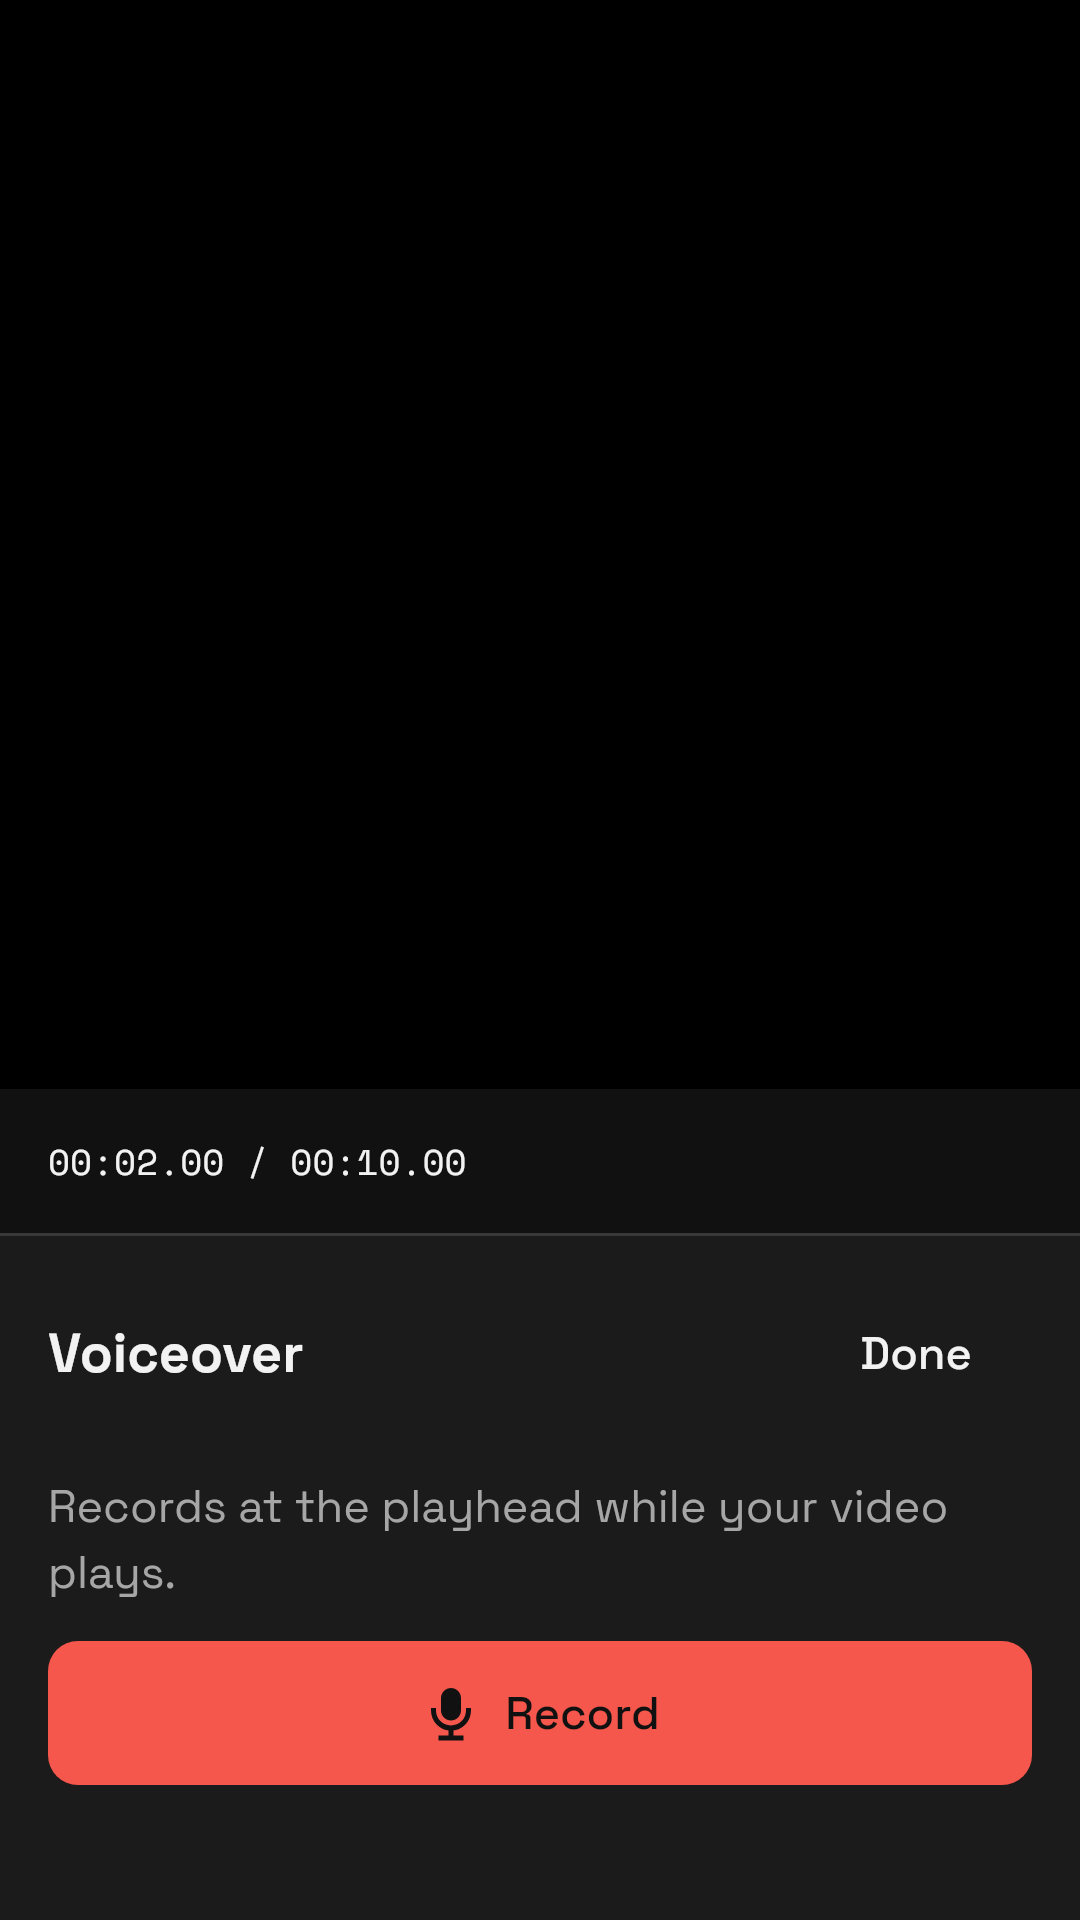 00:02.00 / 00:10.00
Voiceover
Done
Records at the playhead while your video
plays.
Record